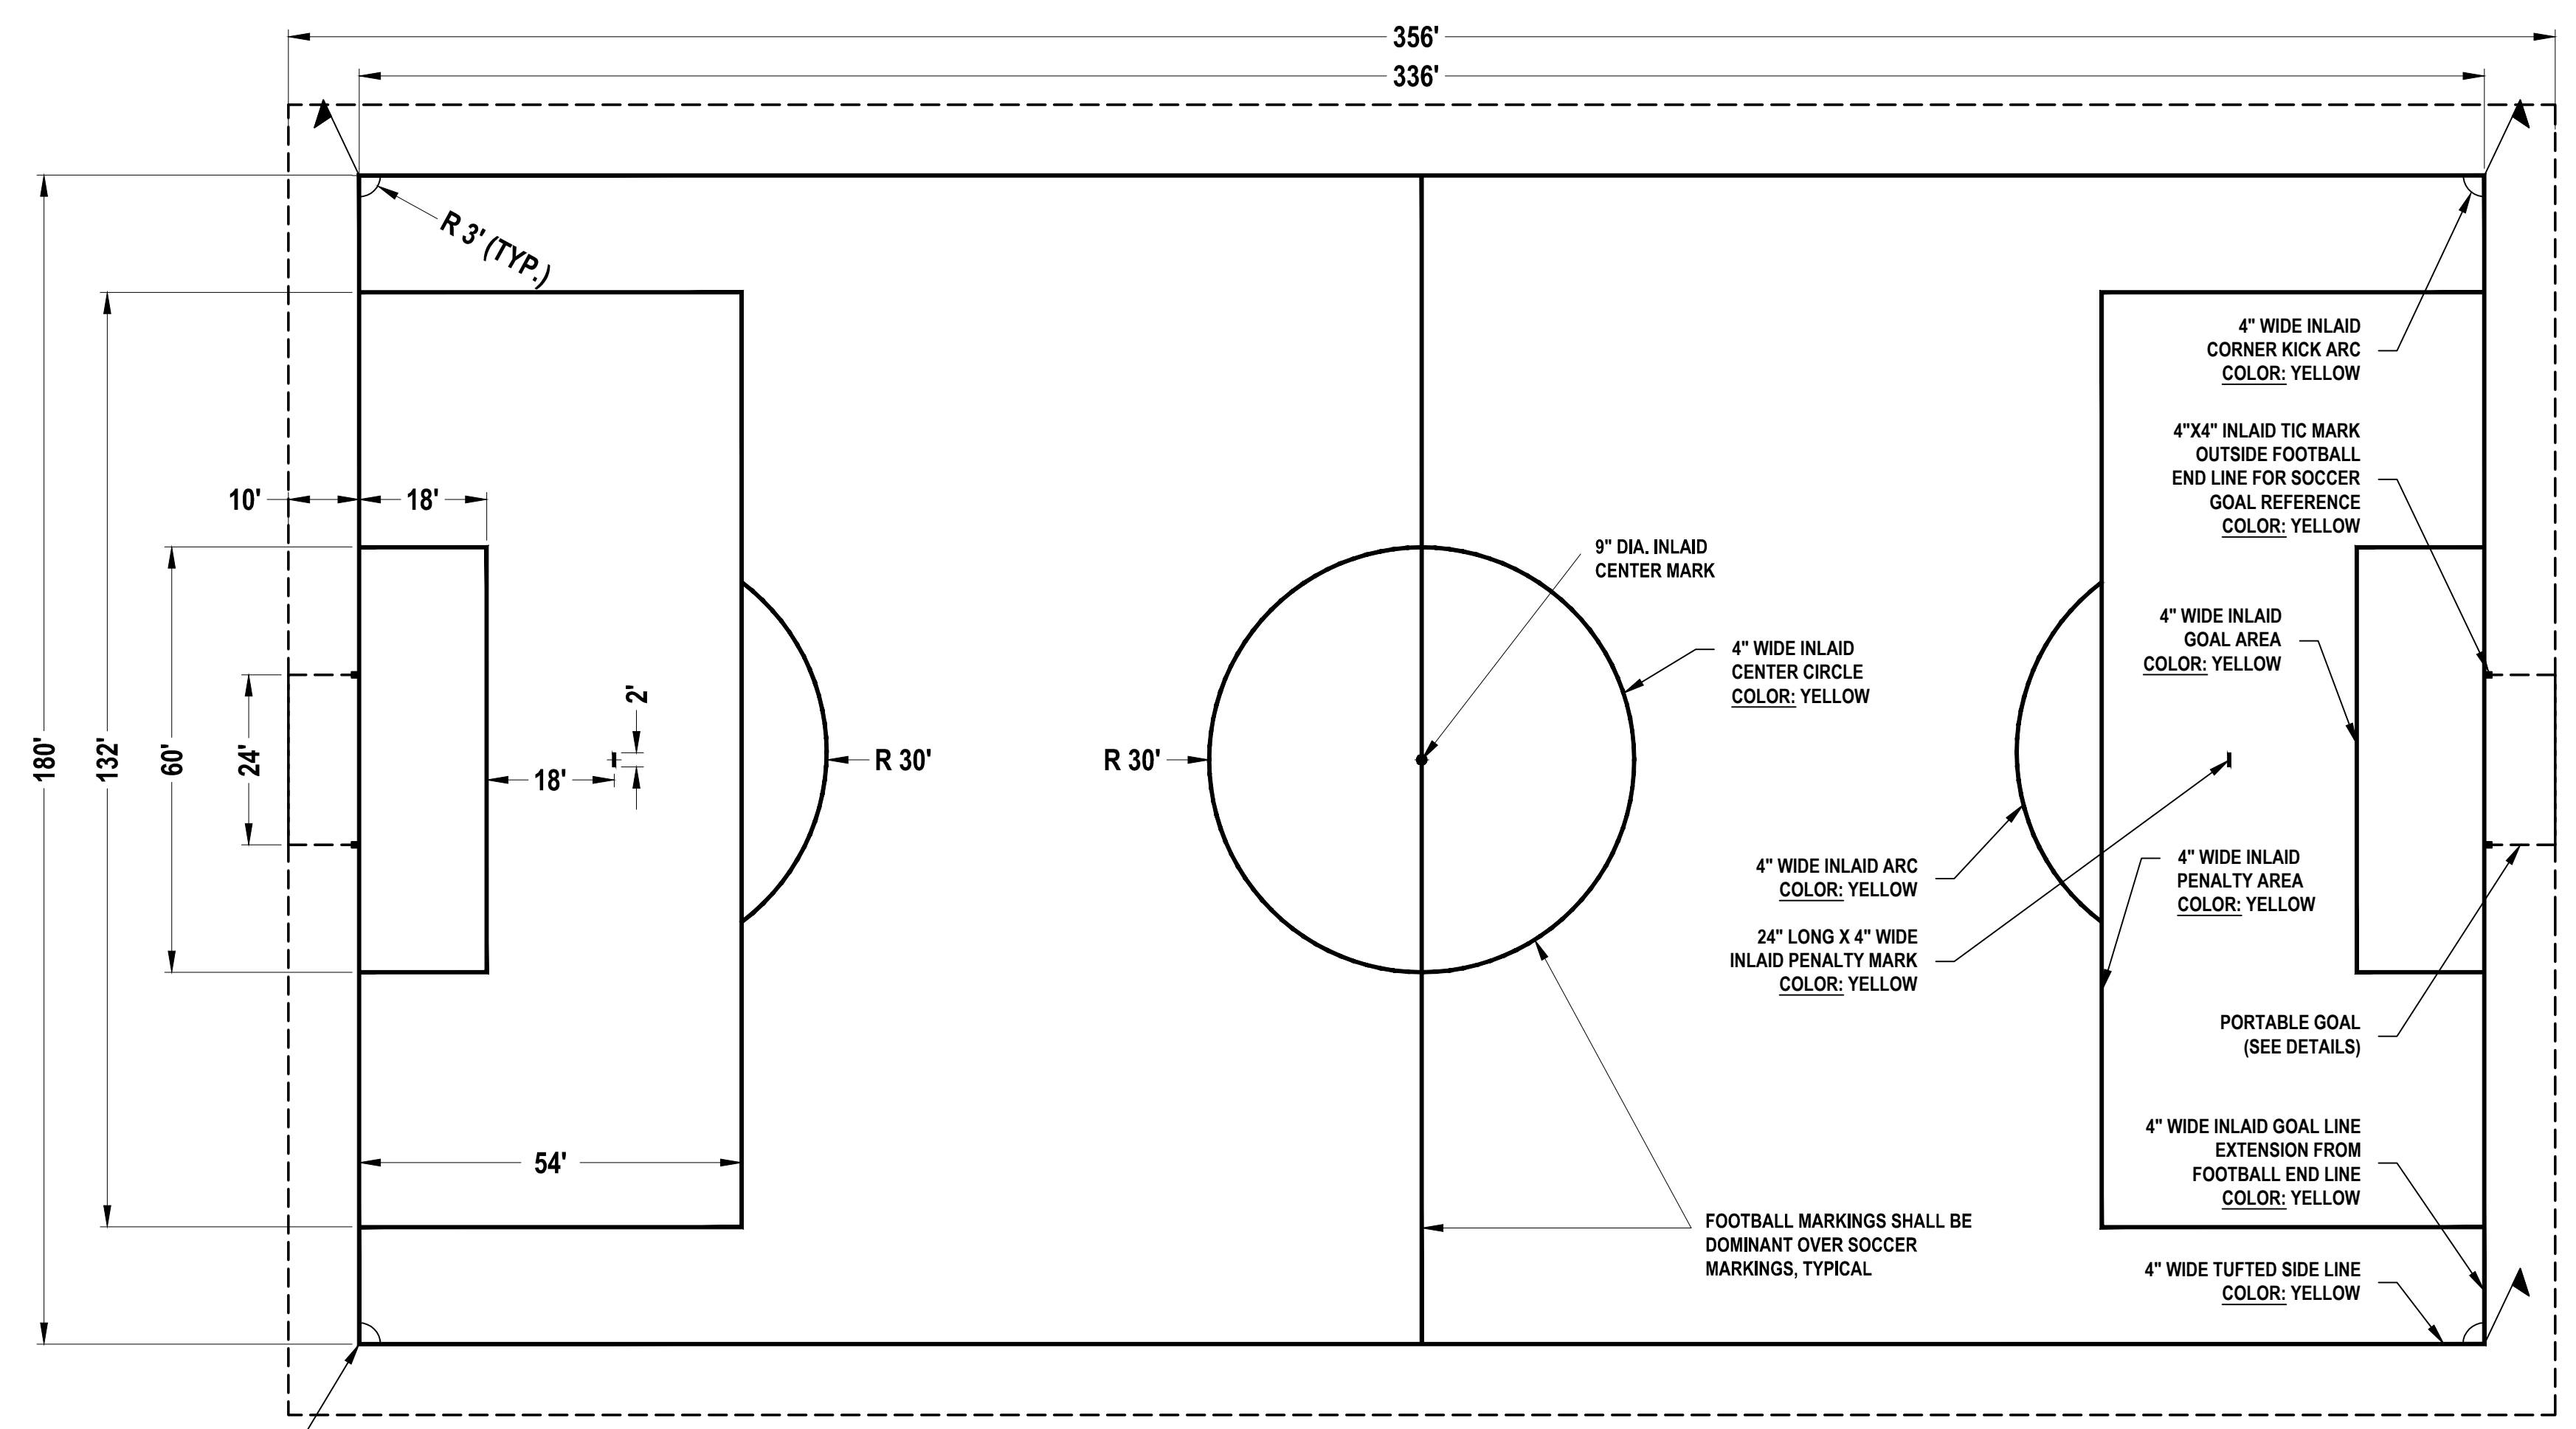 356'
336'
R 3' (TYP.)
4" WIDE INLAID
CORNER KICK ARC
COLOR: YELLOW
4"X4" INLAID TIC MARK
OUTSIDE FOOTBALL
END LINE FOR SOCCER
GOAL REFERENCE
COLOR: YELLOW
10'
18'
9" DIA. INLAID
CENTER MARK
4" WIDE INLAID
GOAL AREA
COLOR: YELLOW
4" WIDE INLAID
CENTER CIRCLE
COLOR: YELLOW
2'
180'
132'
60'
24'
18'
R 30'
R 30'
4" WIDE INLAID ARC
COLOR: YELLOW
4" WIDE INLAID
PENALTY AREA
COLOR: YELLOW
24" LONG X 4" WIDE
INLAID PENALTY MARK
COLOR: YELLOW
PORTABLE GOAL
(SEE DETAILS)
54'
4" WIDE INLAID GOAL LINE
EXTENSION FROM
FOOTBALL END LINE
COLOR: YELLOW
FOOTBALL MARKINGS SHALL BE
DOMINANT OVER SOCCER
MARKINGS, TYPICAL
4" WIDE TUFTED SIDE LINE
COLOR: YELLOW